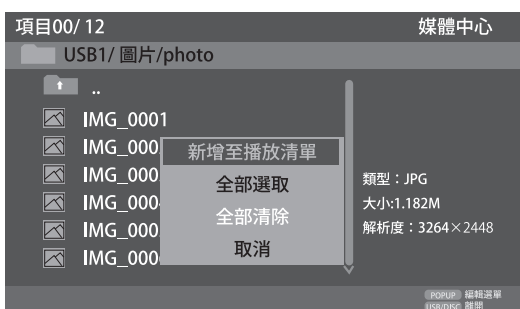 項目00/ 12
媒體中心
USB1/ 圖片/photo
..
IMG_0001
IMG_000
IMG_000
IMG_000
IMG_000
IMG_000
新增至播放清單
全部選取
全部清除
取消
類型：JPG
大小:1.182M
解析度：3264×2448
POPUP 編輯選單
USB/DISC 離開